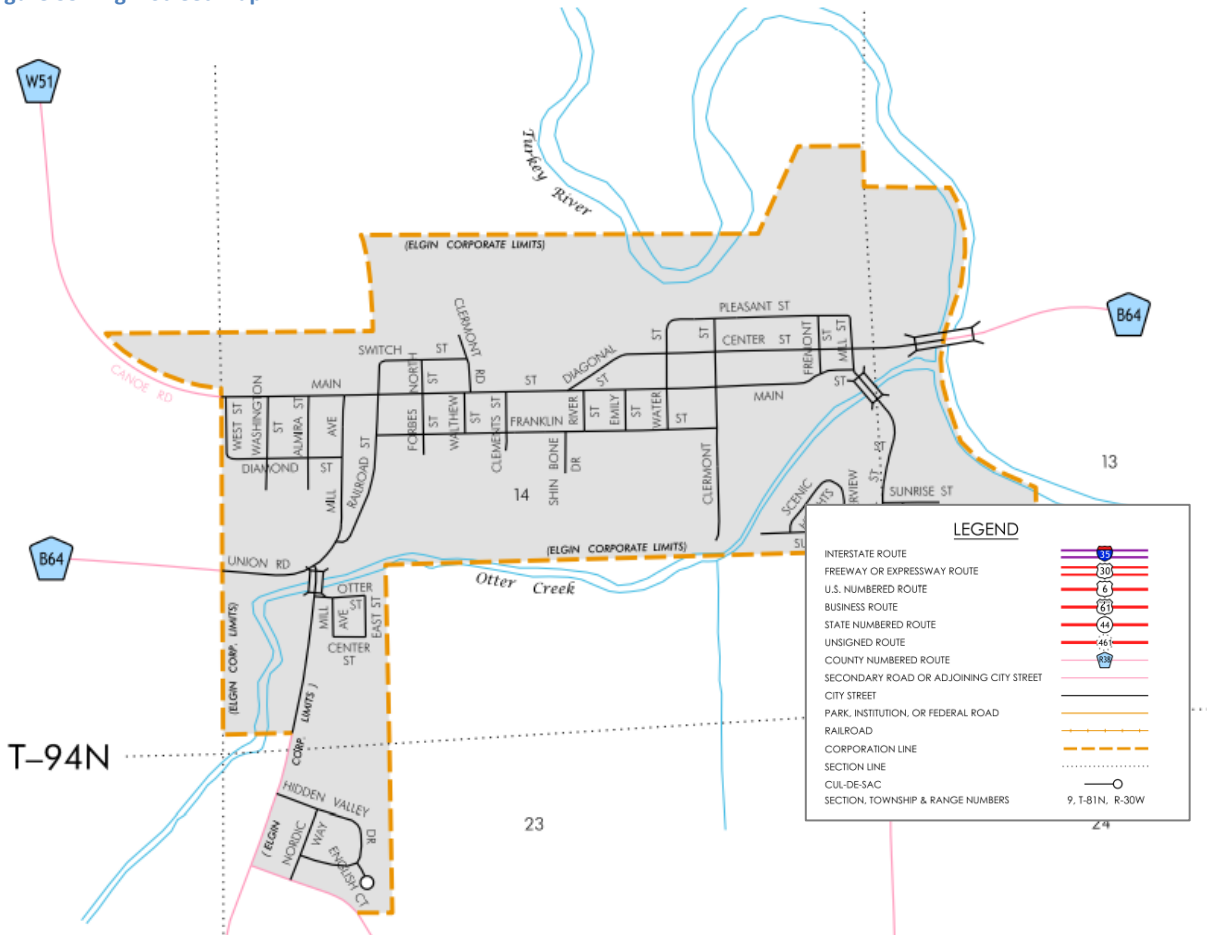 W51
Turkey River
(ELGIN CORPORATE LIMITS)
PLEASANT ST
B64
CLERMONT RD
SWITCH ST
DIAGONAL ST
CENTER ST
ST
ST
FREMONT ST
MILL ST
CANOE RD
MAIN ST
MAIN ST
NORTH ST
WEST ST
WASHINGTON ST
ALMIRA ST
MILL AVE
RAILROAD ST
FORBES ST
WALTHEW ST
CLEMENTS ST
FRANKLIN ST
RIVER ST
EMILY ST
WATER
CLERMONT
DIAMOND ST
SHIN BONE DR
14
13
ST
ST
SCENIC
SUNRISE ST
B64
UNION RD
(ELGIN CORPORATE LIMITS)
Otter Creek
OTTER ST
MILL AVE
EAST ST
CENTER ST
(ELGIN CORP. LIMITS)
(ELGIN CORP. LIMITS)
T–94N
HIDDEN VALLEY DR
NORDIC WAY
ENGLISH CT
23
24
LEGEND
INTERSTATE ROUTE 35
FREEWAY OR EXPRESSWAY ROUTE 30
U.S. NUMBERED ROUTE 6
BUSINESS ROUTE 61
STATE NUMBERED ROUTE 44
UNSIGNED ROUTE 461
COUNTY NUMBERED ROUTE R38
SECONDARY ROAD OR ADJOINING CITY STREET
CITY STREET
PARK, INSTITUTION, OR FEDERAL ROAD
RAILROAD
CORPORATION LINE
SECTION LINE
CUL-DE-SAC
SECTION, TOWNSHIP & RANGE NUMBERS 9, T-81N, R-30W